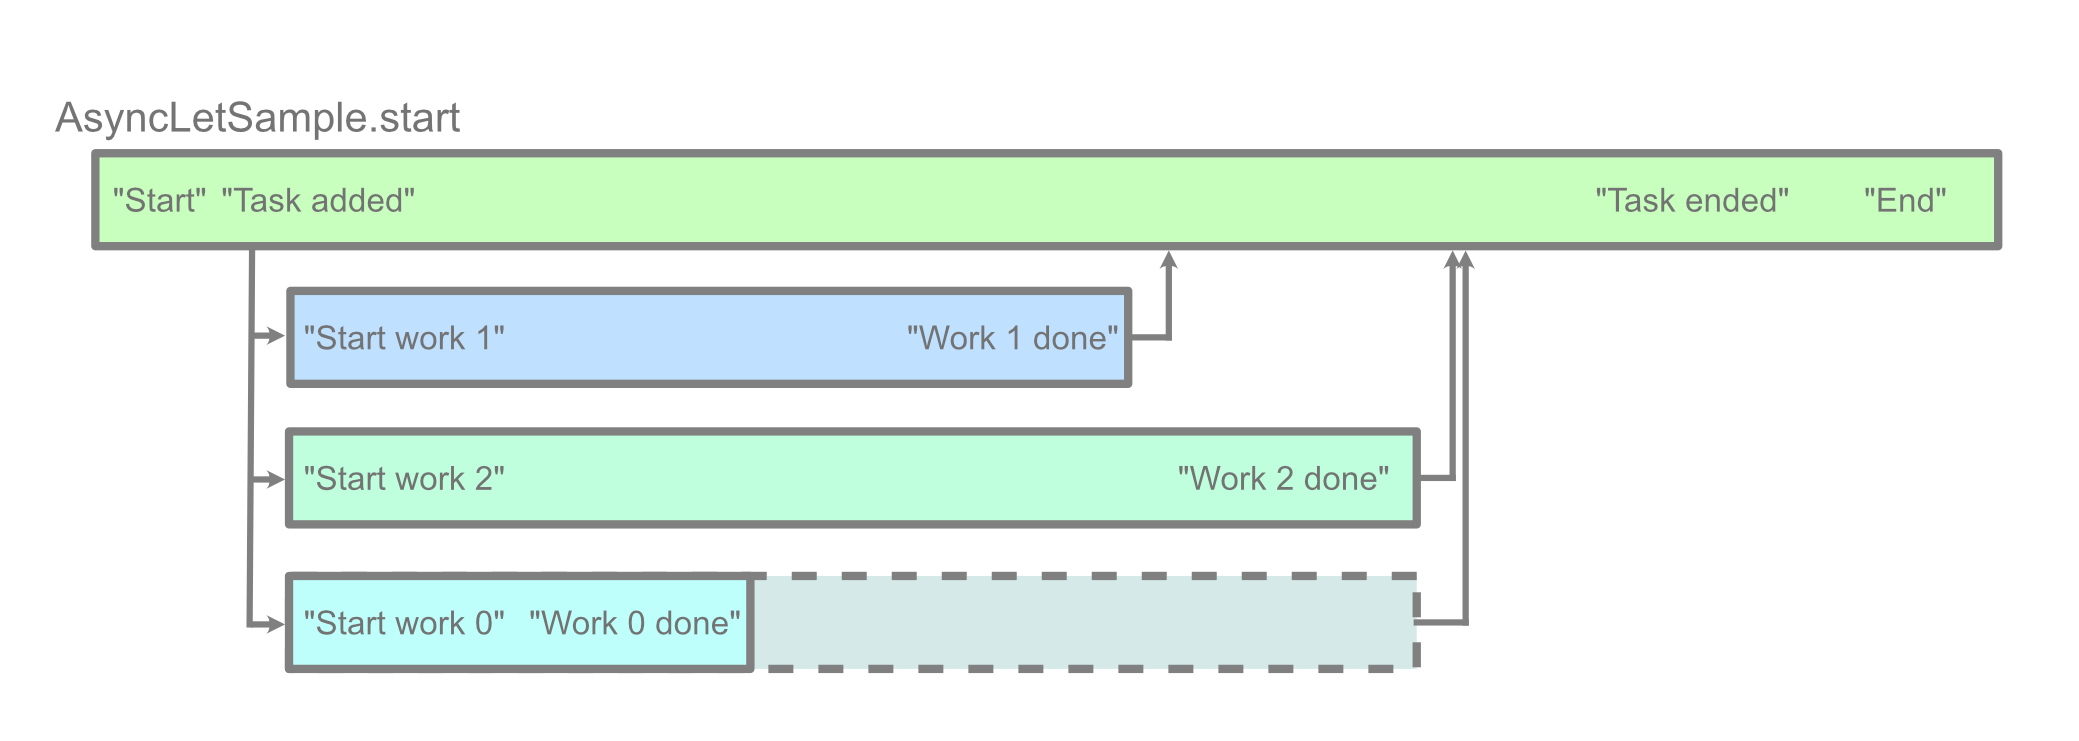 AsyncLetSample.start
"Start" "Task added" "Task ended" "End"
"Start work 1" "Work 1 done"
"Start work 2" "Work 2 done"
"Start work 0" "Work 0 done"